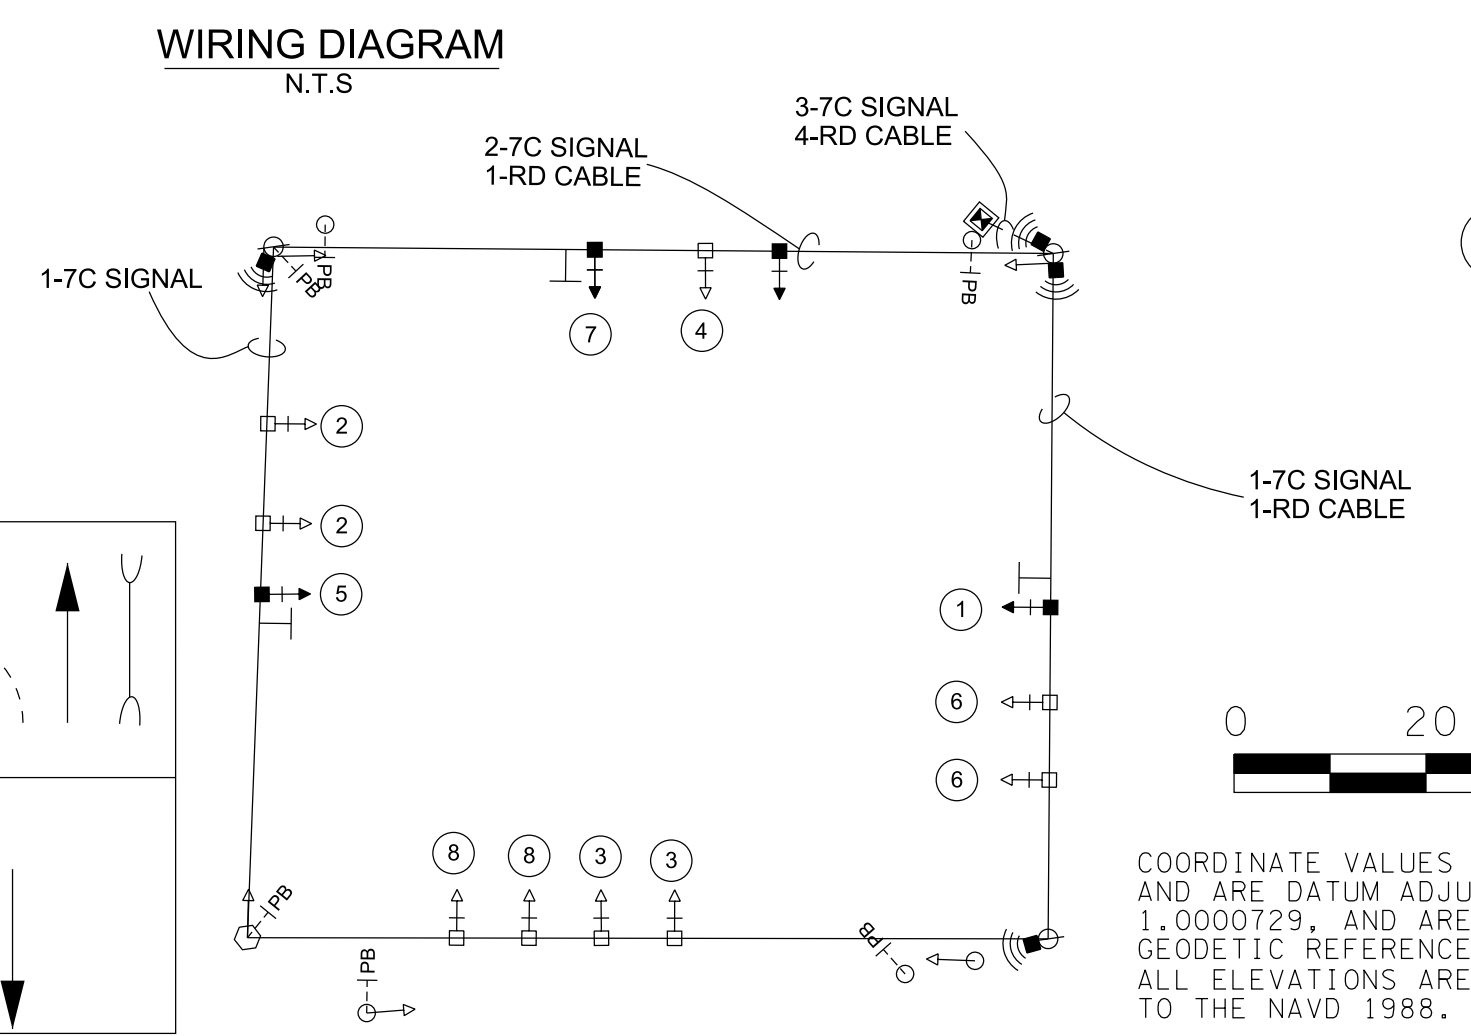 WIRING DIAGRAM
N.T.S
3-7C SIGNAL
4-RD CABLE
2-7C SIGNAL
1-RD CABLE
1-7C SIGNAL
PB
PB
PB
7
4
2
2
5
1-7C SIGNAL
1-RD CABLE
1
6
6
0 20
8
8
3
3
PB
PB
PB
COORDINATE VALUES
AND ARE DATUM ADJU
1.0000729, AND ARE
GEODETIC REFERENCE
ALL ELEVATIONS ARE
TO THE NAVD 1988.